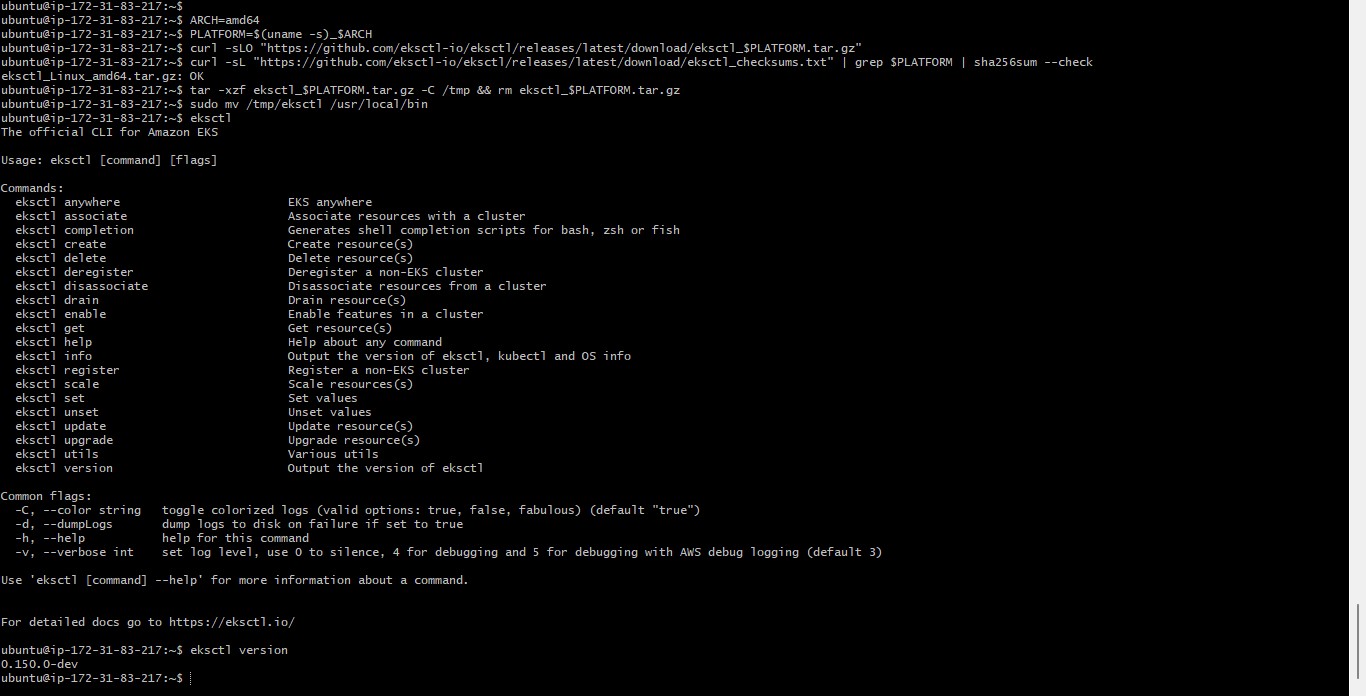 ubuntu@ip-172-31-83-217:~$
ubuntu@ip-172-31-83-217:~$ ARCH=amd64
ubuntu@ip-172-31-83-217:~$ PLATFORM=$(uname -s)_$ARCH
ubuntu@ip-172-31-83-217:~$ curl -sLO "https://github.com/eksctl-io/eksctl/releases/latest/download/eksctl_$PLATFORM.tar.gz"
ubuntu@ip-172-31-83-217:~$ curl -sL "https://github.com/eksctl-io/eksctl/releases/latest/download/eksctl_checksums.txt" | grep $PLATFORM | sha256sum --check
eksctl_Linux_amd64.tar.gz: OK
ubuntu@ip-172-31-83-217:~$ tar -xzf eksctl_$PLATFORM.tar.gz -C /tmp && rm eksctl_$PLATFORM.tar.gz
ubuntu@ip-172-31-83-217:~$ sudo mv /tmp/eksctl /usr/local/bin
ubuntu@ip-172-31-83-217:~$ eksctl
The official CLI for Amazon EKS

Usage: eksctl [command] [flags]

Commands:
  eksctl anywhere                        EKS anywhere
  eksctl associate                       Associate resources with a cluster
  eksctl completion                      Generates shell completion scripts for bash, zsh or fish
  eksctl create                          Create resource(s)
  eksctl delete                          Delete resource(s)
  eksctl deregister                      Deregister a non-EKS cluster
  eksctl disassociate                    Disassociate resources from a cluster
  eksctl drain                           Drain resource(s)
  eksctl enable                          Enable features in a cluster
  eksctl get                             Get resource(s)
  eksctl help                            Help about any command
  eksctl info                            Output the version of eksctl, kubectl and OS info
  eksctl register                        Register a non-EKS cluster
  eksctl scale                           Scale resources(s)
  eksctl set                             Set values
  eksctl unset                           Unset values
  eksctl update                          Update resource(s)
  eksctl upgrade                         Upgrade resource(s)
  eksctl utils                           Various utils
  eksctl version                         Output the version of eksctl

Common flags:
  -C, --color string   toggle colorized logs (valid options: true, false, fabulous) (default "true")
  -d, --dumpLogs       dump logs to disk on failure if set to true
  -h, --help           help for this command
  -v, --verbose int    set log level, use 0 to silence, 4 for debugging and 5 for debugging with AWS debug logging (default 3)

Use 'eksctl [command] --help' for more information about a command.

For detailed docs go to https://eksctl.io/

ubuntu@ip-172-31-83-217:~$ eksctl version
0.150.0-dev
ubuntu@ip-172-31-83-217:~$